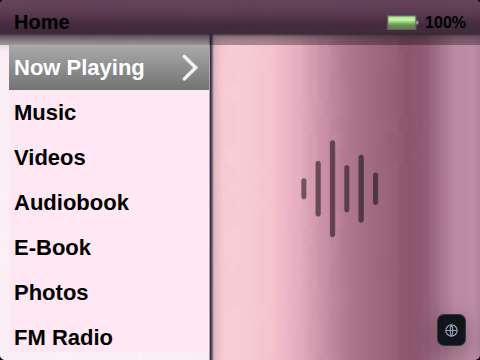 Home
100%
Now Playing
Music
Videos
Audiobook
E-Book
Photos
FM Radio